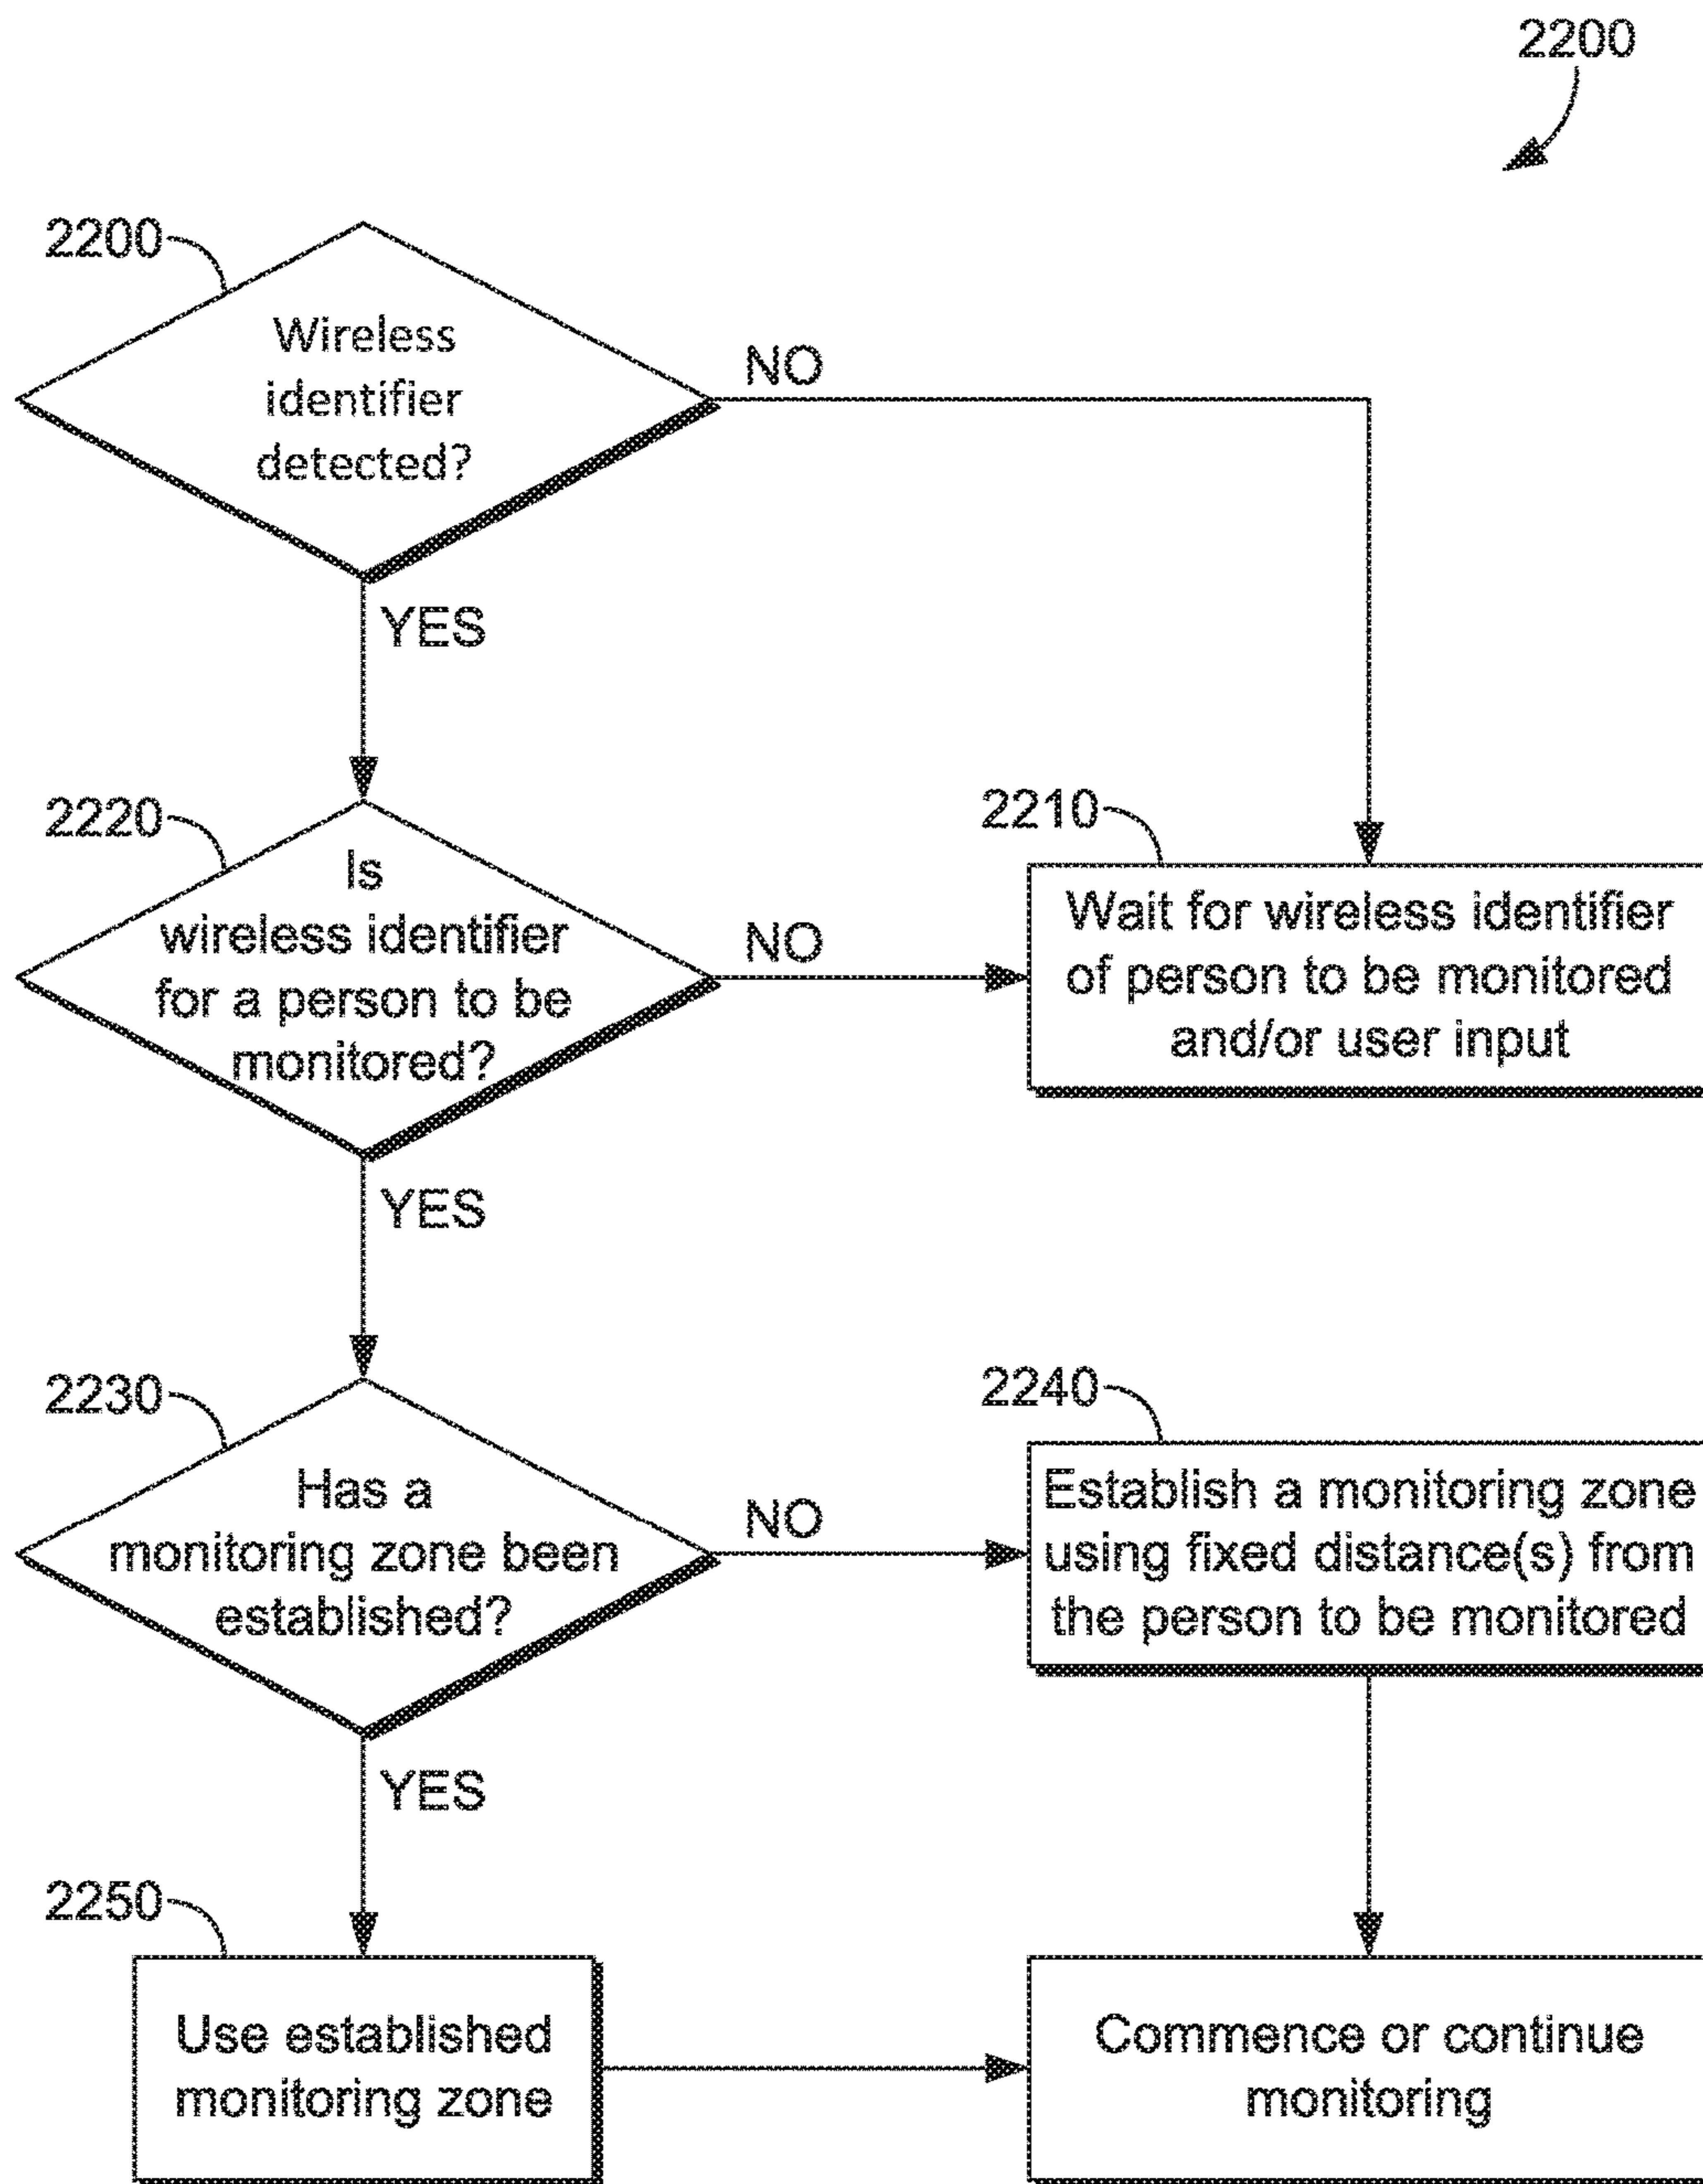 2200
2200
Wireless
identifier
detected?
NO
YES
2220
Is
wireless identifier
for a person to be
monitored?
NO
2210
Wait for wireless identifier
of person to be monitored
and/or user input
YES
2230
Has a
monitoring zone been
established?
NO
2240
Establish a monitoring zone
using fixed distance(s) from
the person to be monitored
YES
2250
Use established
monitoring zone
Commence or continue
monitoring